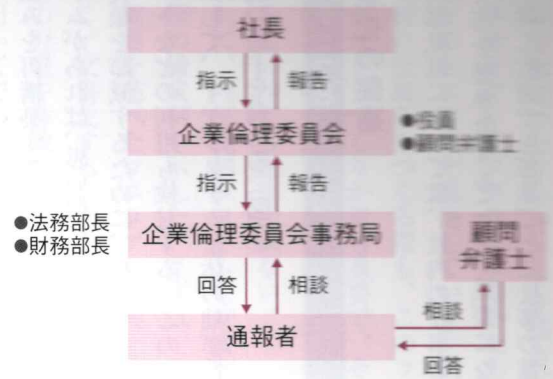 社長
指示
報告
企業倫理委員会
●役員
●顧問弁護士
指示
報告
●法務部長
●財務部長
企業倫理委員会事務局
顧問
弁護士
回答
相談
通報者
相談
回答